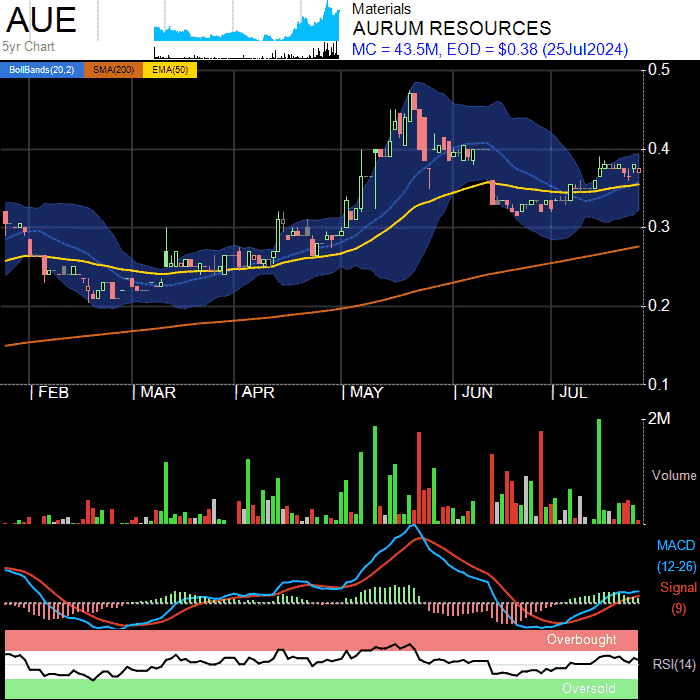 AUE
5yr Chart
Materials
AURUM RESOURCES
MC = 43.5M, EOD = $0.38 (25Jul2024)
BollBands(20,2) SMA(200) EMA(50)
0.5
0.4
0.3
0.2
0.1
| FEB | MAR | APR | MAY | JUN | JUL
2M
Volume
MACD
(12-26)
Signal
(9)
Overbought
RSI(14)
Oversold